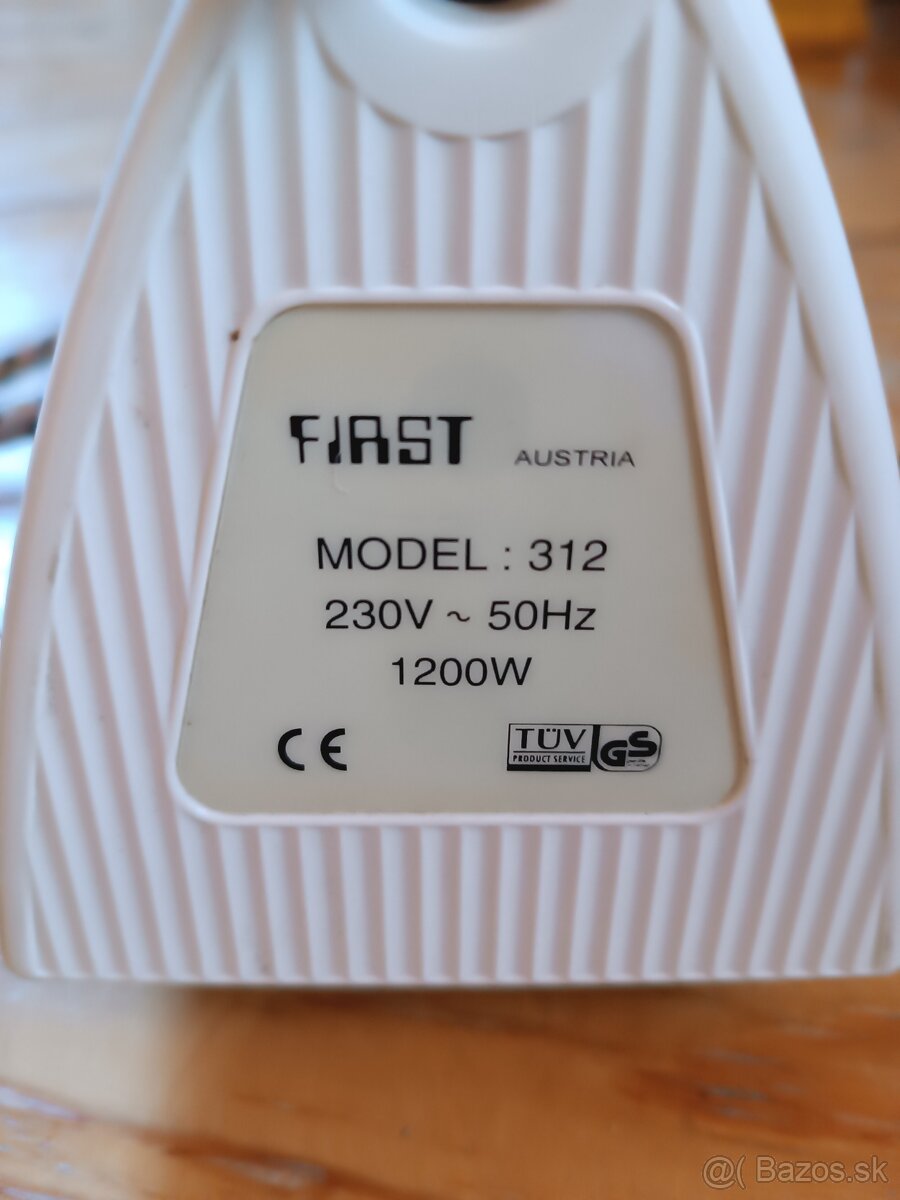 FIRST AUSTRIA
MODEL : 312
230V ~ 50Hz
1200W
CE TÜV PRODUCT SERVICE GS
@( Bazos.sk